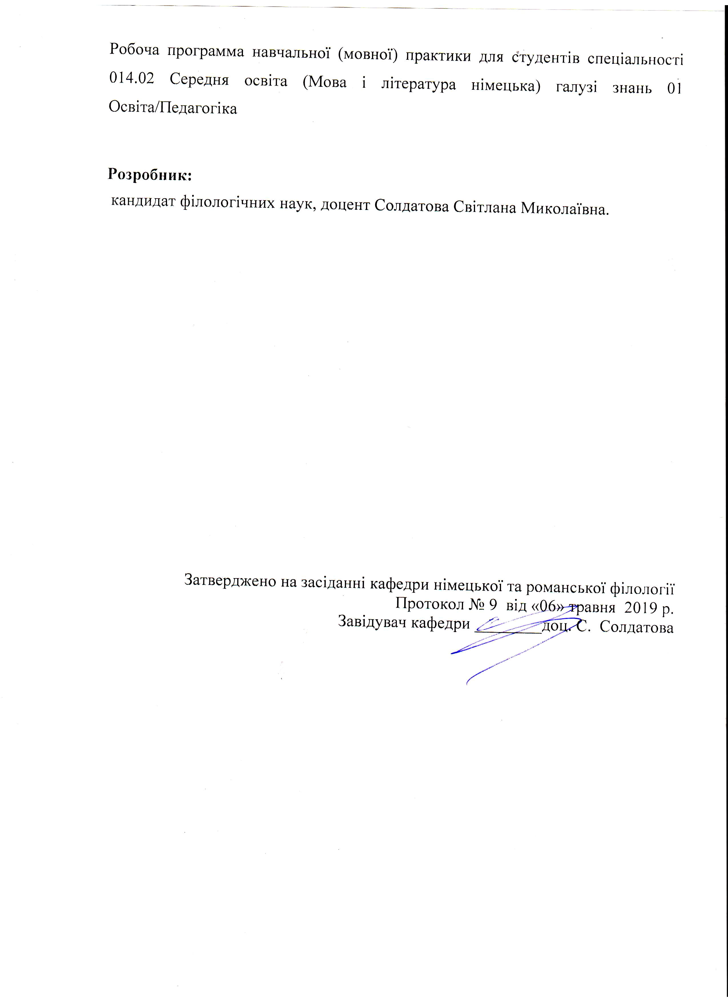 Робоча программа навчальної (мовної) практики для студентів спеціальності
014.02 Середня освіта (Мова і література німецька) галузі знань 01
Освіта/Педагогіка
Розробник:
кандидат філологічних наук, доцент Солдатова Світлана Миколаївна.
Затверджено на засіданні кафедри німецької та романської філології
Протокол № 9 від «06» травня 2019 р.
Завідувач кафедри _________доц. С. Солдатова